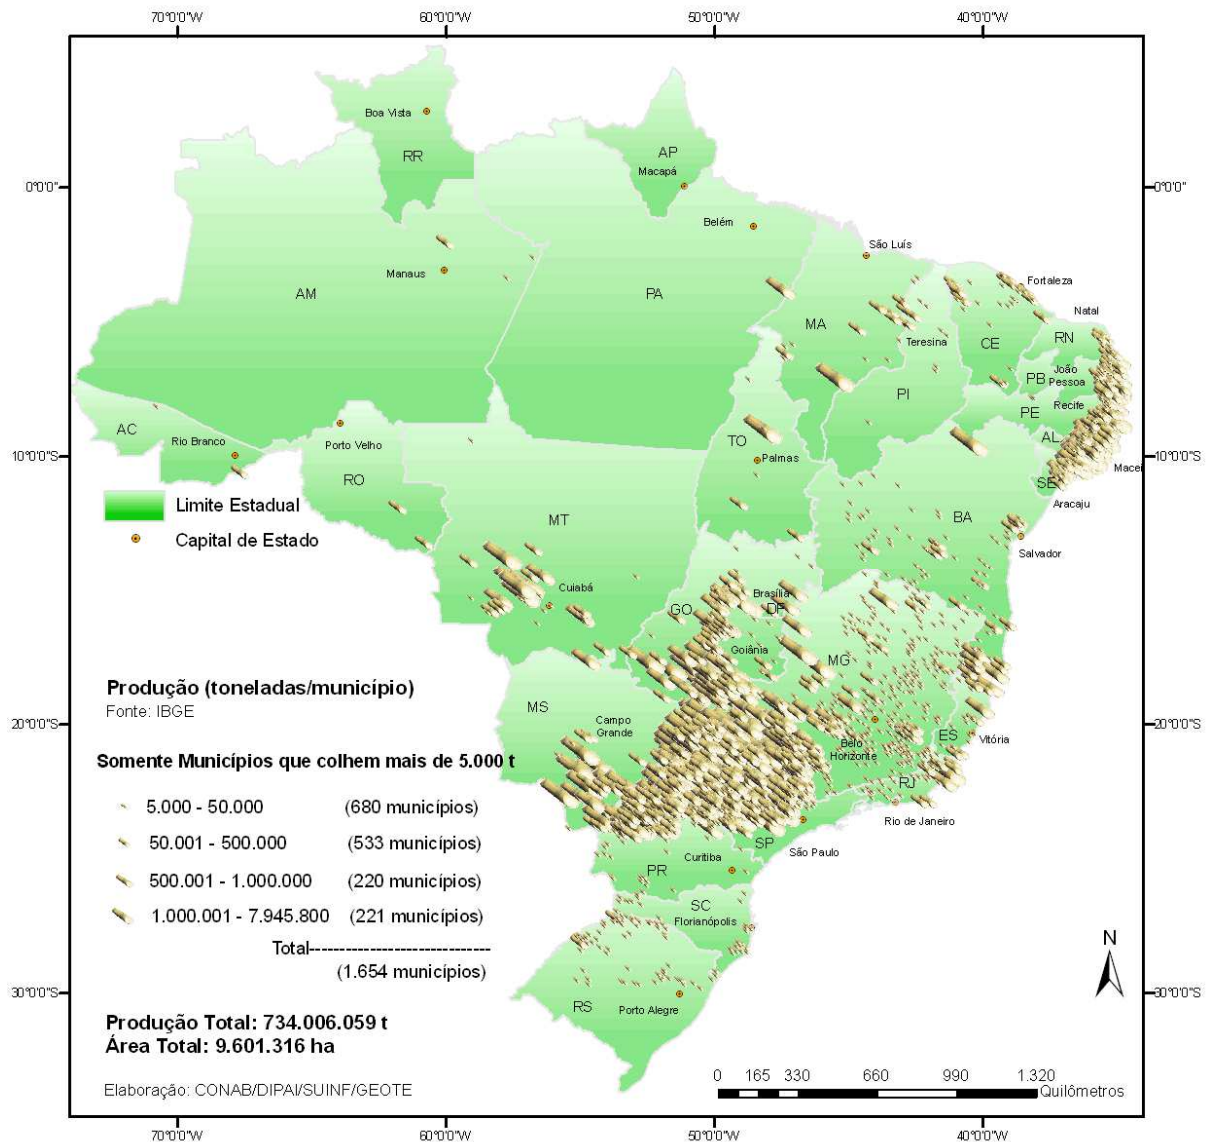 70°0'0"W 60°0'0"W 50°0'0"W 40°0'0"W
Boa Vista
RR
AP
Macapá
0°0'0" 0°0'0"
Belém
São Luís
Manaus
Fortaleza
AM PA MA
Natal
Teresina CE RN
PB João Pessoa
PI
PE Recife
AC
Rio Branco Porto Velho TO AL
10°0'0"S Palmas Macei 10°0'0"S
RO SE
Aracaju
Limite Estadual
MT BA
Capital de Estado
Salvador
Cuiabá Brasília
GO DF
Goiânia
MG
Produção (toneladas/município)
Fonte: IBGE
MS
20°0'0"S Campo Grande 20°0'0"S
Belo Horizonte ES Vitória
Somente Municípios que colhem mais de 5.000 t
RJ
5.000 - 50.000 (680 municípios)
Rio de Janeiro
50.001 - 500.000 (533 municípios)
SP São Paulo
Curitiba
PR
500.001 - 1.000.000 (220 municípios)
SC
1.000.001 - 7.945.800 (221 municípios)
Florianópolis
Total------------------------------
N
(1.654 municípios)
30°0'0"S 30°0'0"S
RS Porto Alegre
Produção Total: 734.006.059 t
Área Total: 9.601.316 ha
0 165 330 660 990 1.320
Quilômetros
Elaboração: CONAB/DIPAI/SUINF/GEOTE
70°0'0"W 60°0'0"W 50°0'0"W 40°0'0"W